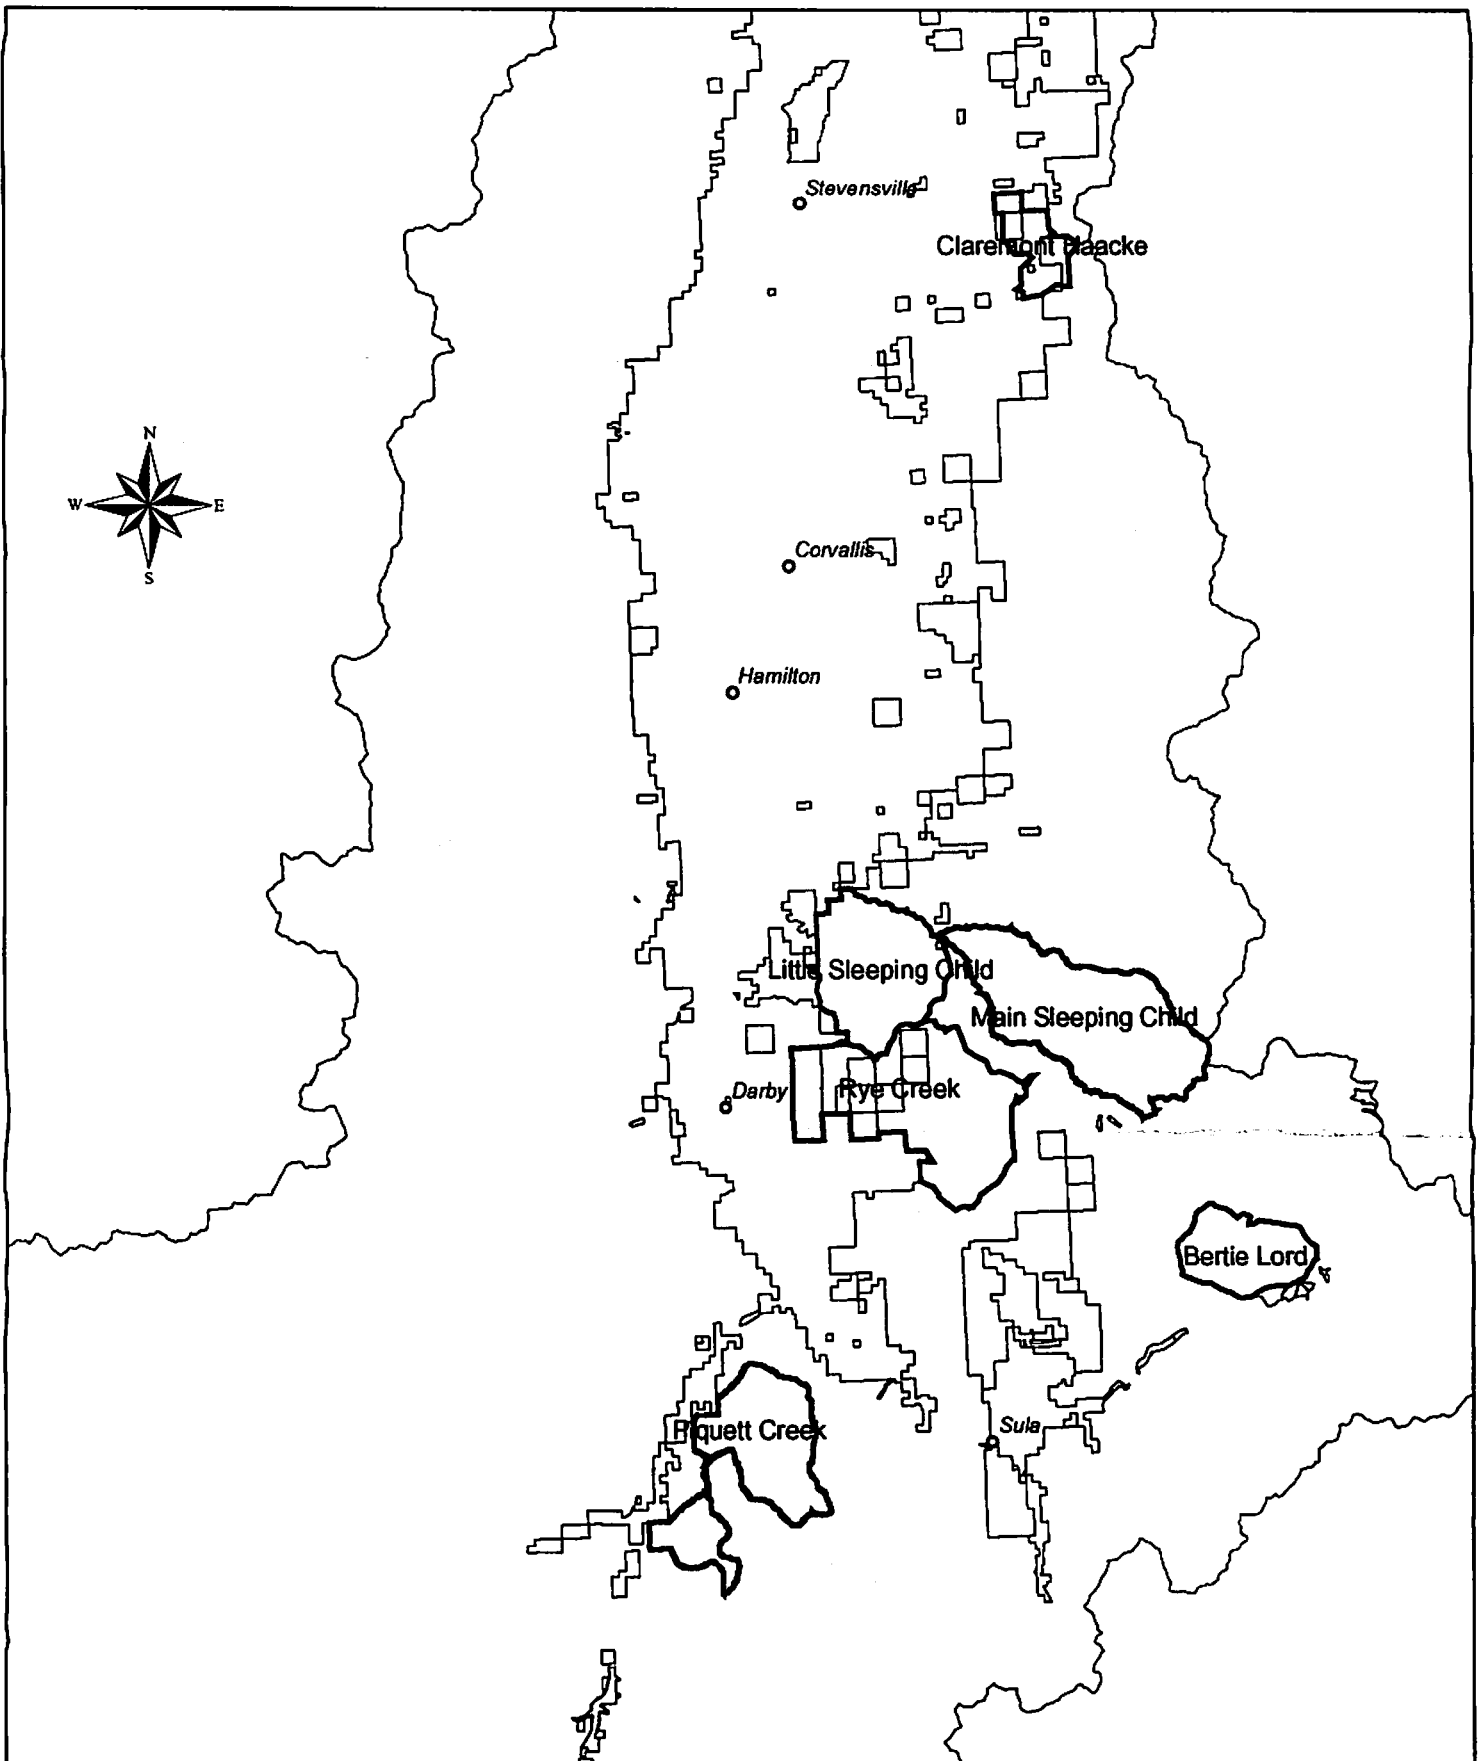 Stevensville
Claremont Haacke
N
W
E
S
Corvallis
Hamilton
Little Sleeping Child
Main Sleeping Child
Rye Creek
Darby
Bertie Lord
Piquett Creek
Sula